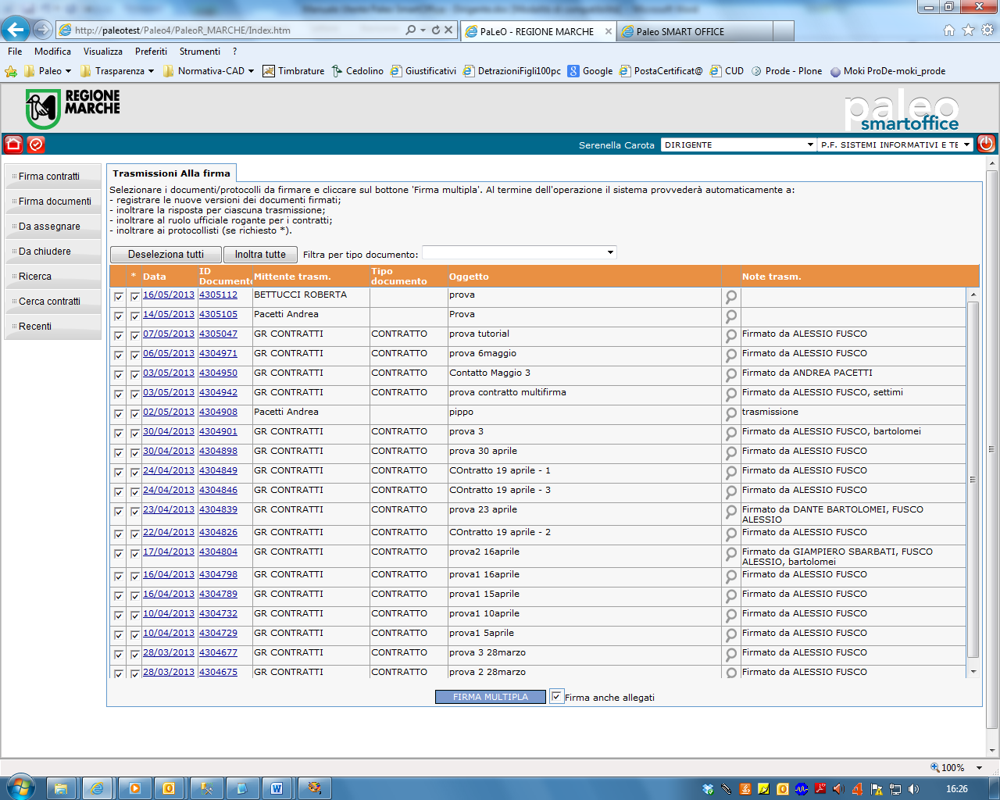 http://paleotest/Paleo4/PaleoR_MARCHE/Index.htm
PaLeO - REGIONE MARCHE
Paleo SMART OFFICE
File Modifica Visualizza Preferiti Strumenti ?
Paleo Trasparenza Normativa-CAD Timbrature Cedolino Giustificativi DetrazioniFigli100pc Google PostaCertificat@ CUD Prode - Plone Moki ProDe-moki_prode
REGIONE
MARCHE
paleo
smartoffice
Serenella Carota DIRIGENTE P.F. SISTEMI INFORMATIVI E TE
Firma contratti
Firma documenti
Da assegnare
Da chiudere
Ricerca
Cerca contratti
Recenti
Trasmissioni Alla firma
Selezionare i documenti/protocolli da firmare e cliccare sul bottone 'Firma multipla'. Al termine dell'operazione il sistema provvederà automaticamente a:
- registrare le nuove versioni dei documenti firmati;
- inoltrare la risposta per ciascuna trasmissione;
- inoltrare al ruolo ufficiale rogante per i contratti;
- inoltrare ai protocollisti (se richiesto *).
Deseleziona tutti Inoltra tutte Filtra per tipo documento:
* Data ID Documento Mittente trasm. Tipo documento Oggetto Note trasm.
16/05/2013 4305112 BETTUCCI ROBERTA prova
14/05/2013 4305105 Pacetti Andrea Prova
07/05/2013 4305047 GR CONTRATTI CONTRATTO prova tutorial Firmato da ALESSIO FUSCO
06/05/2013 4304971 GR CONTRATTI CONTRATTO prova 6maggio Firmato da ALESSIO FUSCO
03/05/2013 4304950 GR CONTRATTI CONTRATTO Contatto Maggio 3 Firmato da ANDREA PACETTI
03/05/2013 4304942 GR CONTRATTI CONTRATTO prova contratto multifirma Firmato da ALESSIO FUSCO, settimi
02/05/2013 4304908 Pacetti Andrea pippo trasmissione
30/04/2013 4304901 GR CONTRATTI CONTRATTO prova 3 Firmato da ALESSIO FUSCO, bartolomei
30/04/2013 4304898 GR CONTRATTI CONTRATTO prova 30 aprile Firmato da ALESSIO FUSCO
24/04/2013 4304849 GR CONTRATTI CONTRATTO COntratto 19 aprile - 1 Firmato da ALESSIO FUSCO
24/04/2013 4304846 GR CONTRATTI CONTRATTO COntratto 19 aprile - 3 Firmato da ALESSIO FUSCO
23/04/2013 4304839 GR CONTRATTI CONTRATTO prova 23 aprile Firmato da DANTE BARTOLOMEI, FUSCO ALESSIO
22/04/2013 4304826 GR CONTRATTI CONTRATTO COntratto 19 aprile - 2 Firmato da ALESSIO FUSCO
17/04/2013 4304804 GR CONTRATTI CONTRATTO prova2 16aprile Firmato da GIAMPIERO SBARBATI, FUSCO ALESSIO, bartolomei
16/04/2013 4304798 GR CONTRATTI CONTRATTO prova1 16aprile Firmato da ALESSIO FUSCO
16/04/2013 4304789 GR CONTRATTI CONTRATTO prova1 15aprile Firmato da ALESSIO FUSCO
10/04/2013 4304732 GR CONTRATTI CONTRATTO prova1 10aprile Firmato da ALESSIO FUSCO
10/04/2013 4304729 GR CONTRATTI CONTRATTO prova1 5aprile Firmato da ALESSIO FUSCO
28/03/2013 4304677 GR CONTRATTI CONTRATTO prova 3 28marzo Firmato da ALESSIO FUSCO
28/03/2013 4304675 GR CONTRATTI CONTRATTO prova 2 28marzo Firmato da ALESSIO FUSCO
FIRMA MULTIPLA Firma anche allegati
100%
16:26